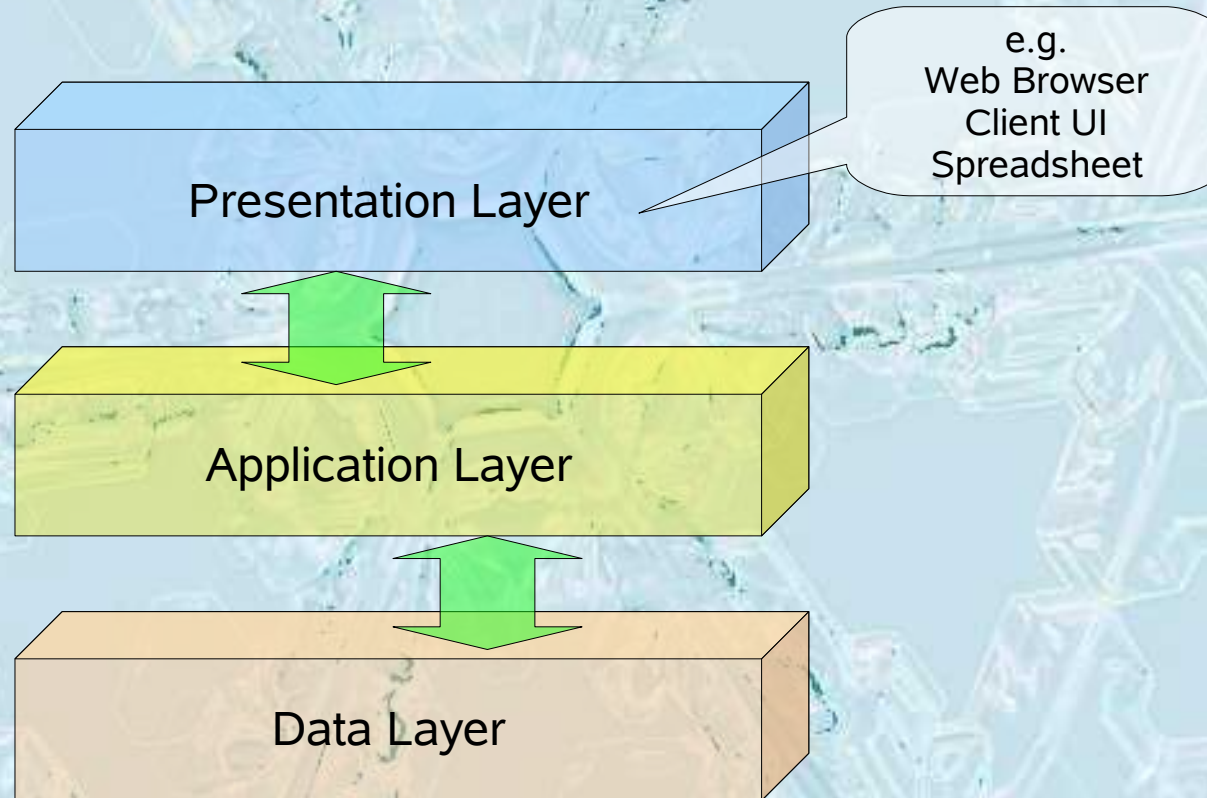 e.g.
Web Browser
Client UI
Spreadsheet
Presentation Layer
Application Layer
Data Layer